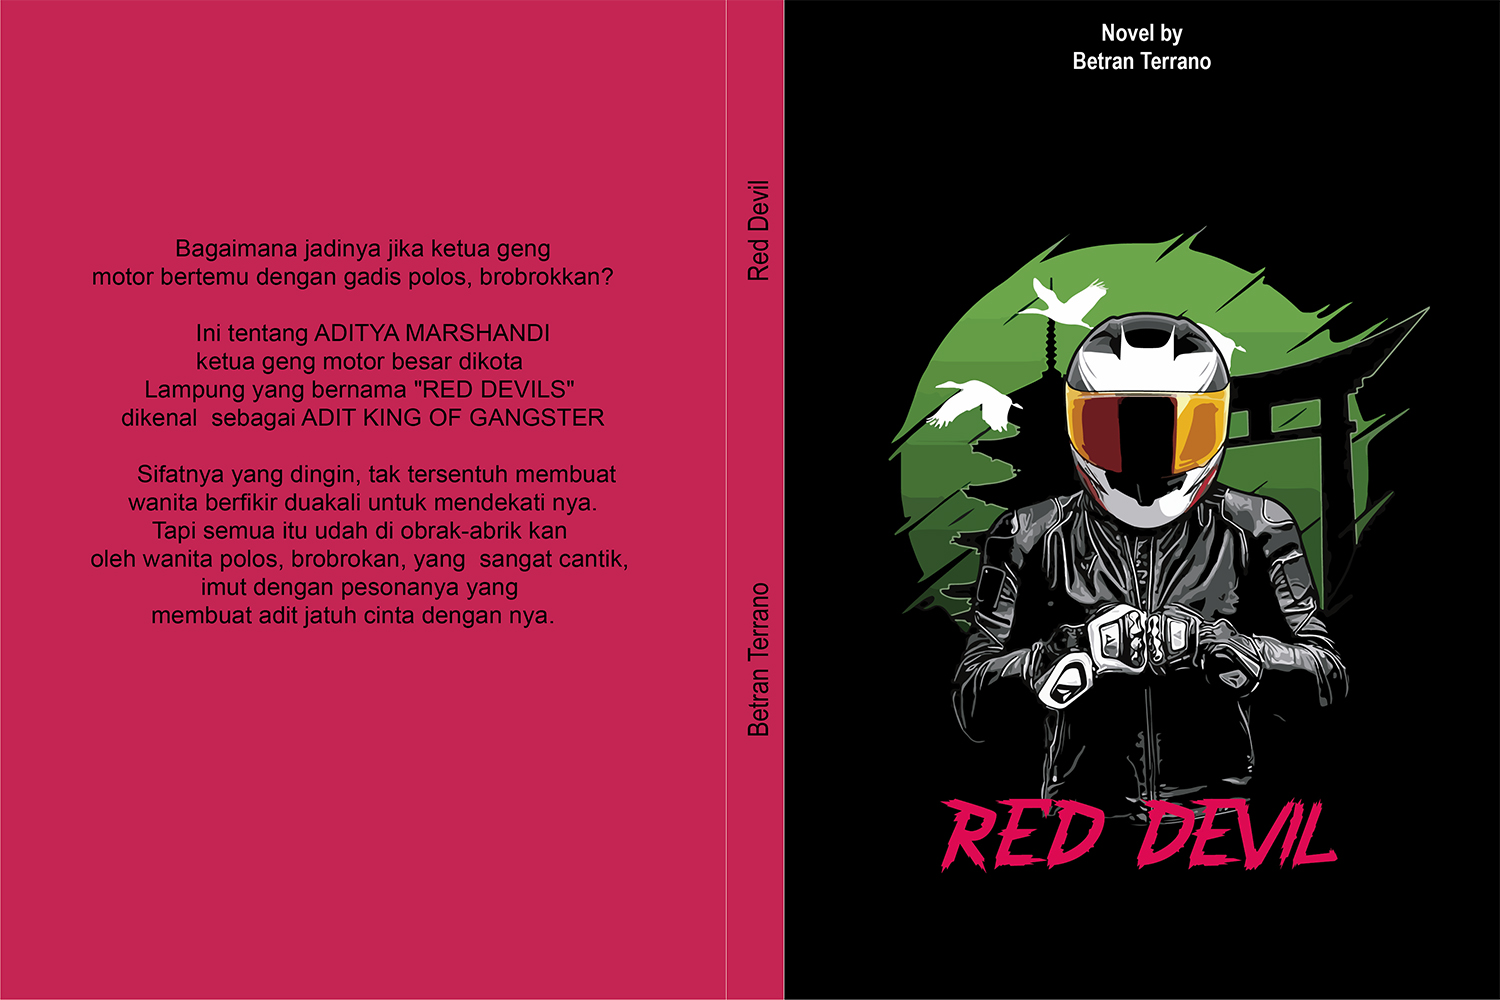 Bagaimana jadinya jika ketua geng
motor bertemu dengan gadis polos, brobrokkan?
Ini tentang ADITYA MARSHANDI
ketua geng motor besar dikota
Lampung yang bernama "RED DEVILS"
dikenal  sebagai ADIT KING OF GANGSTER
Sifatnya yang dingin, tak tersentuh membuat
wanita berfikir duakali untuk mendekati nya.
Tapi semua itu udah di obrak-abrik kan
oleh wanita polos, brobrokan, yang  sangat cantik,
imut dengan pesonanya yang
membuat adit jatuh cinta dengan nya.
Red Devil
Betran Terrano
Novel by
Betran Terrano
RED DEVIL